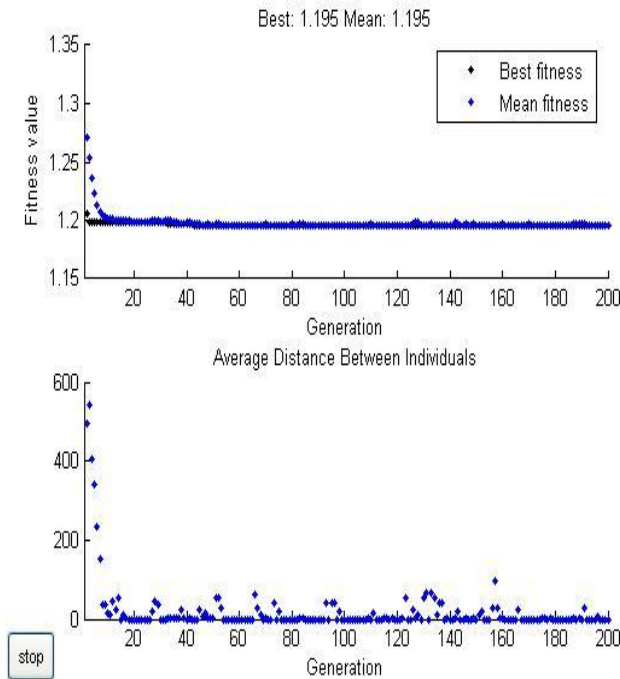 Best: 1.195 Mean: 1.195
1.35
1.3
1.25
1.2
1.15
Fitness value
Best fitness
Mean fitness
20 40 60 80 100 120 140 160 180 200
Generation
Average Distance Between Individuals
600
400
200
0
20 40 60 80 100 120 140 160 180 200
Generation
stop